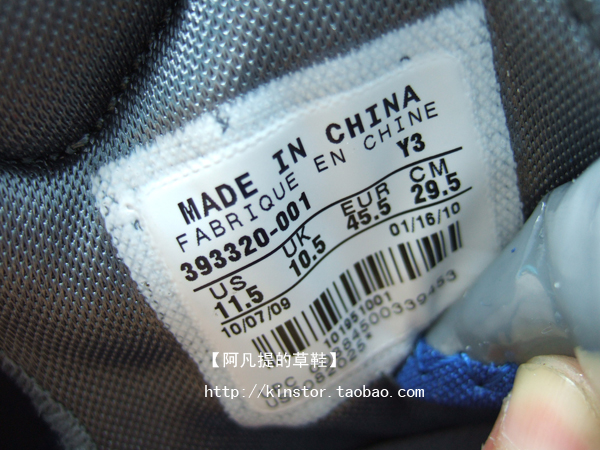 MADE IN CHINA
FABRIQUE EN CHINE
393320-001 Y3
US UK EUR CM
11.5 10.5 45.5 29.5
10/07/09 01/16/10
101951001
【阿凡提的草鞋】
http://kinstor.taobao.com